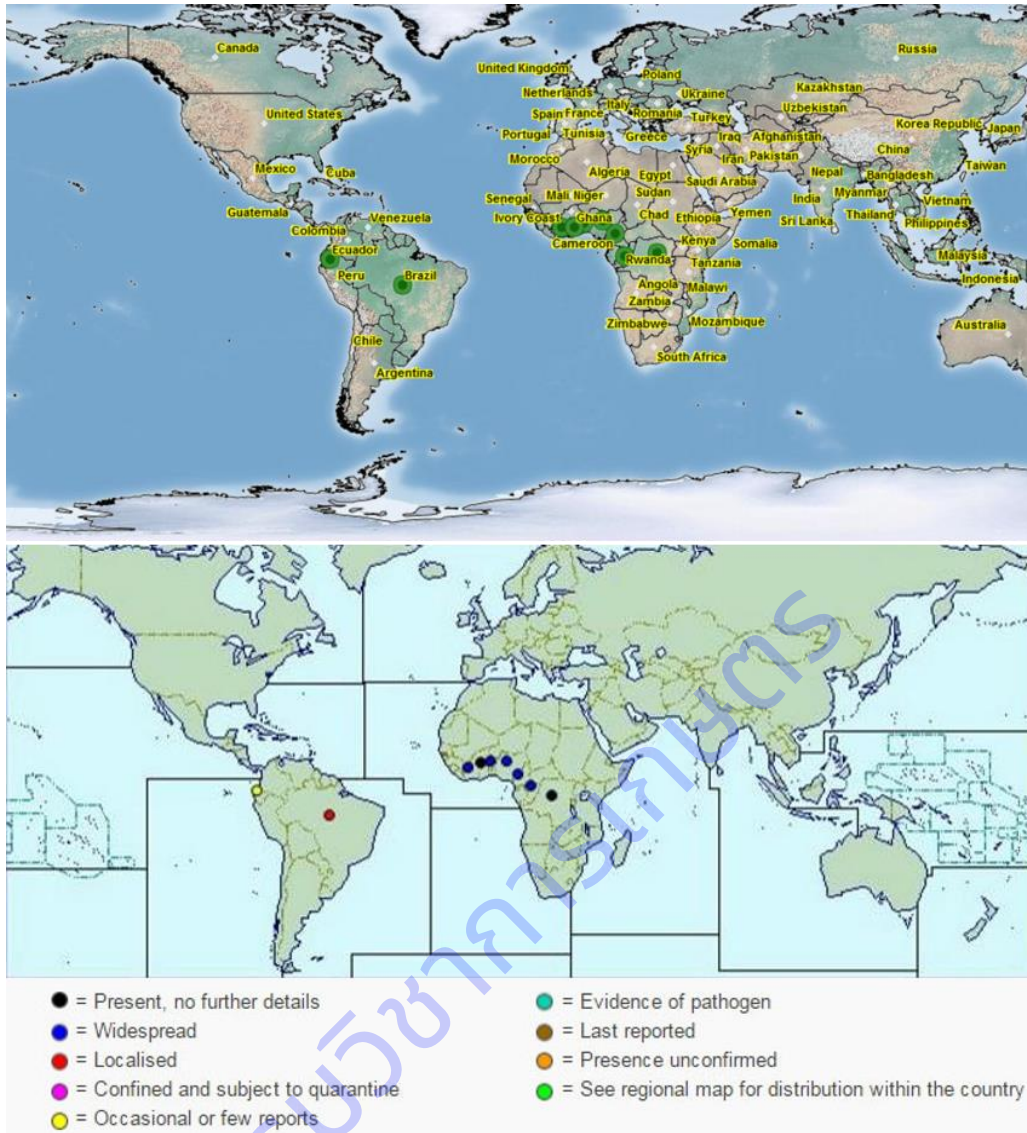 Canada
Russia
United Kingdom
Poland
Netherlands
Ukraine
Kazakhstan
Italy
Uzbekistan
United States
Spain France
Romania
Korea Republic
Turkey
Japan
Portugal
Tunisia
Greece
Iraq
Afghanistan
Syria
China
Morocco
Iran
Pakistan
Mexico
Cuba
Algeria
Egypt
Nepal
Bangladesh
Taiwan
Saudi Arabia
Senegal
Mali Niger
Sudan
India
Myanmar
Vietnam
Guatemala
Venezuela
Ivory Coast
Ghana
Chad
Ethiopia
Yemen
Sri Lanka
Thailand
Philippines
Colombia
Cameroon
Kenya
Somalia
Ecuador
Malaysia
Rwanda
Tanzania
Peru
Brazil
Indonesia
Angola
Malawi
Zambia
Zimbabwe
Mozambique
Australia
Chile
South Africa
Argentina
= Present, no further details
= Widespread
= Localised
= Confined and subject to quarantine
= Occasional or few reports
= Evidence of pathogen
= Last reported
= Presence unconfirmed
= See regional map for distribution within the country